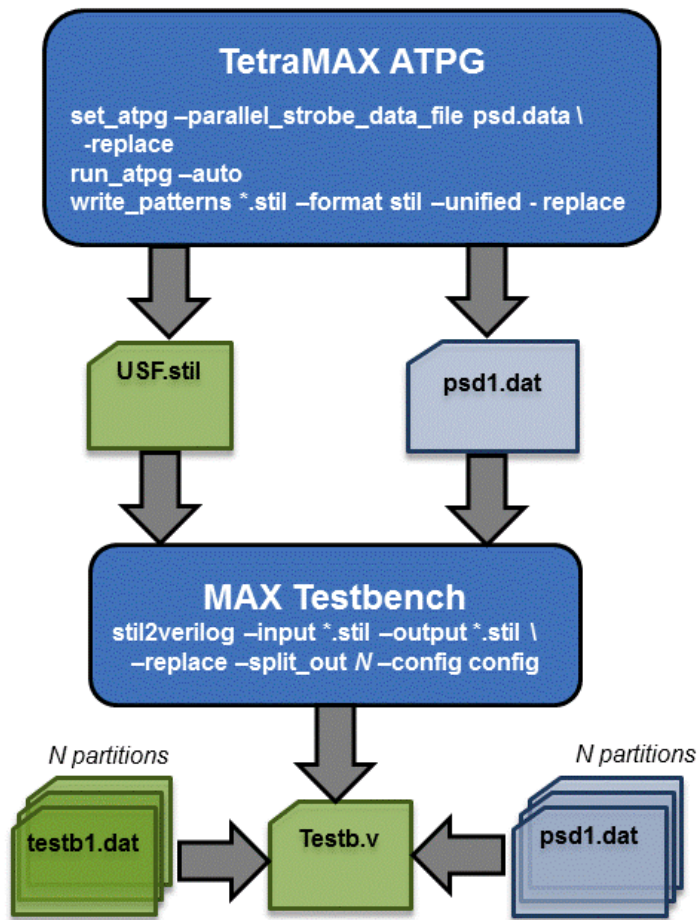 TetraMAX ATPG
set_atpg –parallel_strobe_data_file psd.data \
-replace
run_atpg –auto
write_patterns *.stil –format stil –unified - replace
USF.stil
psd1.dat
MAX Testbench
stil2verilog –input *.stil –output *.stil \
–replace –split_out N –config config
N partitions
N partitions
testb1.dat
Testb.v
psd1.dat